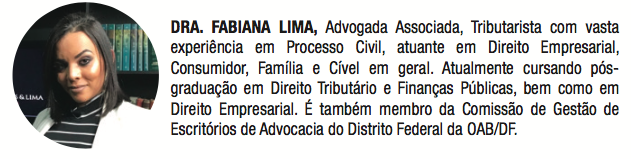 DRA. FABIANA LIMA, Advogada Associada, Tributarista com vasta
experiência em Processo Civil, atuante em Direito Empresarial,
Consumidor, Família e Cível em geral. Atualmente cursando pós-
graduação em Direito Tributário e Finanças Públicas, bem como em
Direito Empresarial. É também membro da Comissão de Gestão de
Escritórios de Advocacia do Distrito Federal da OAB/DF.
& LIMA